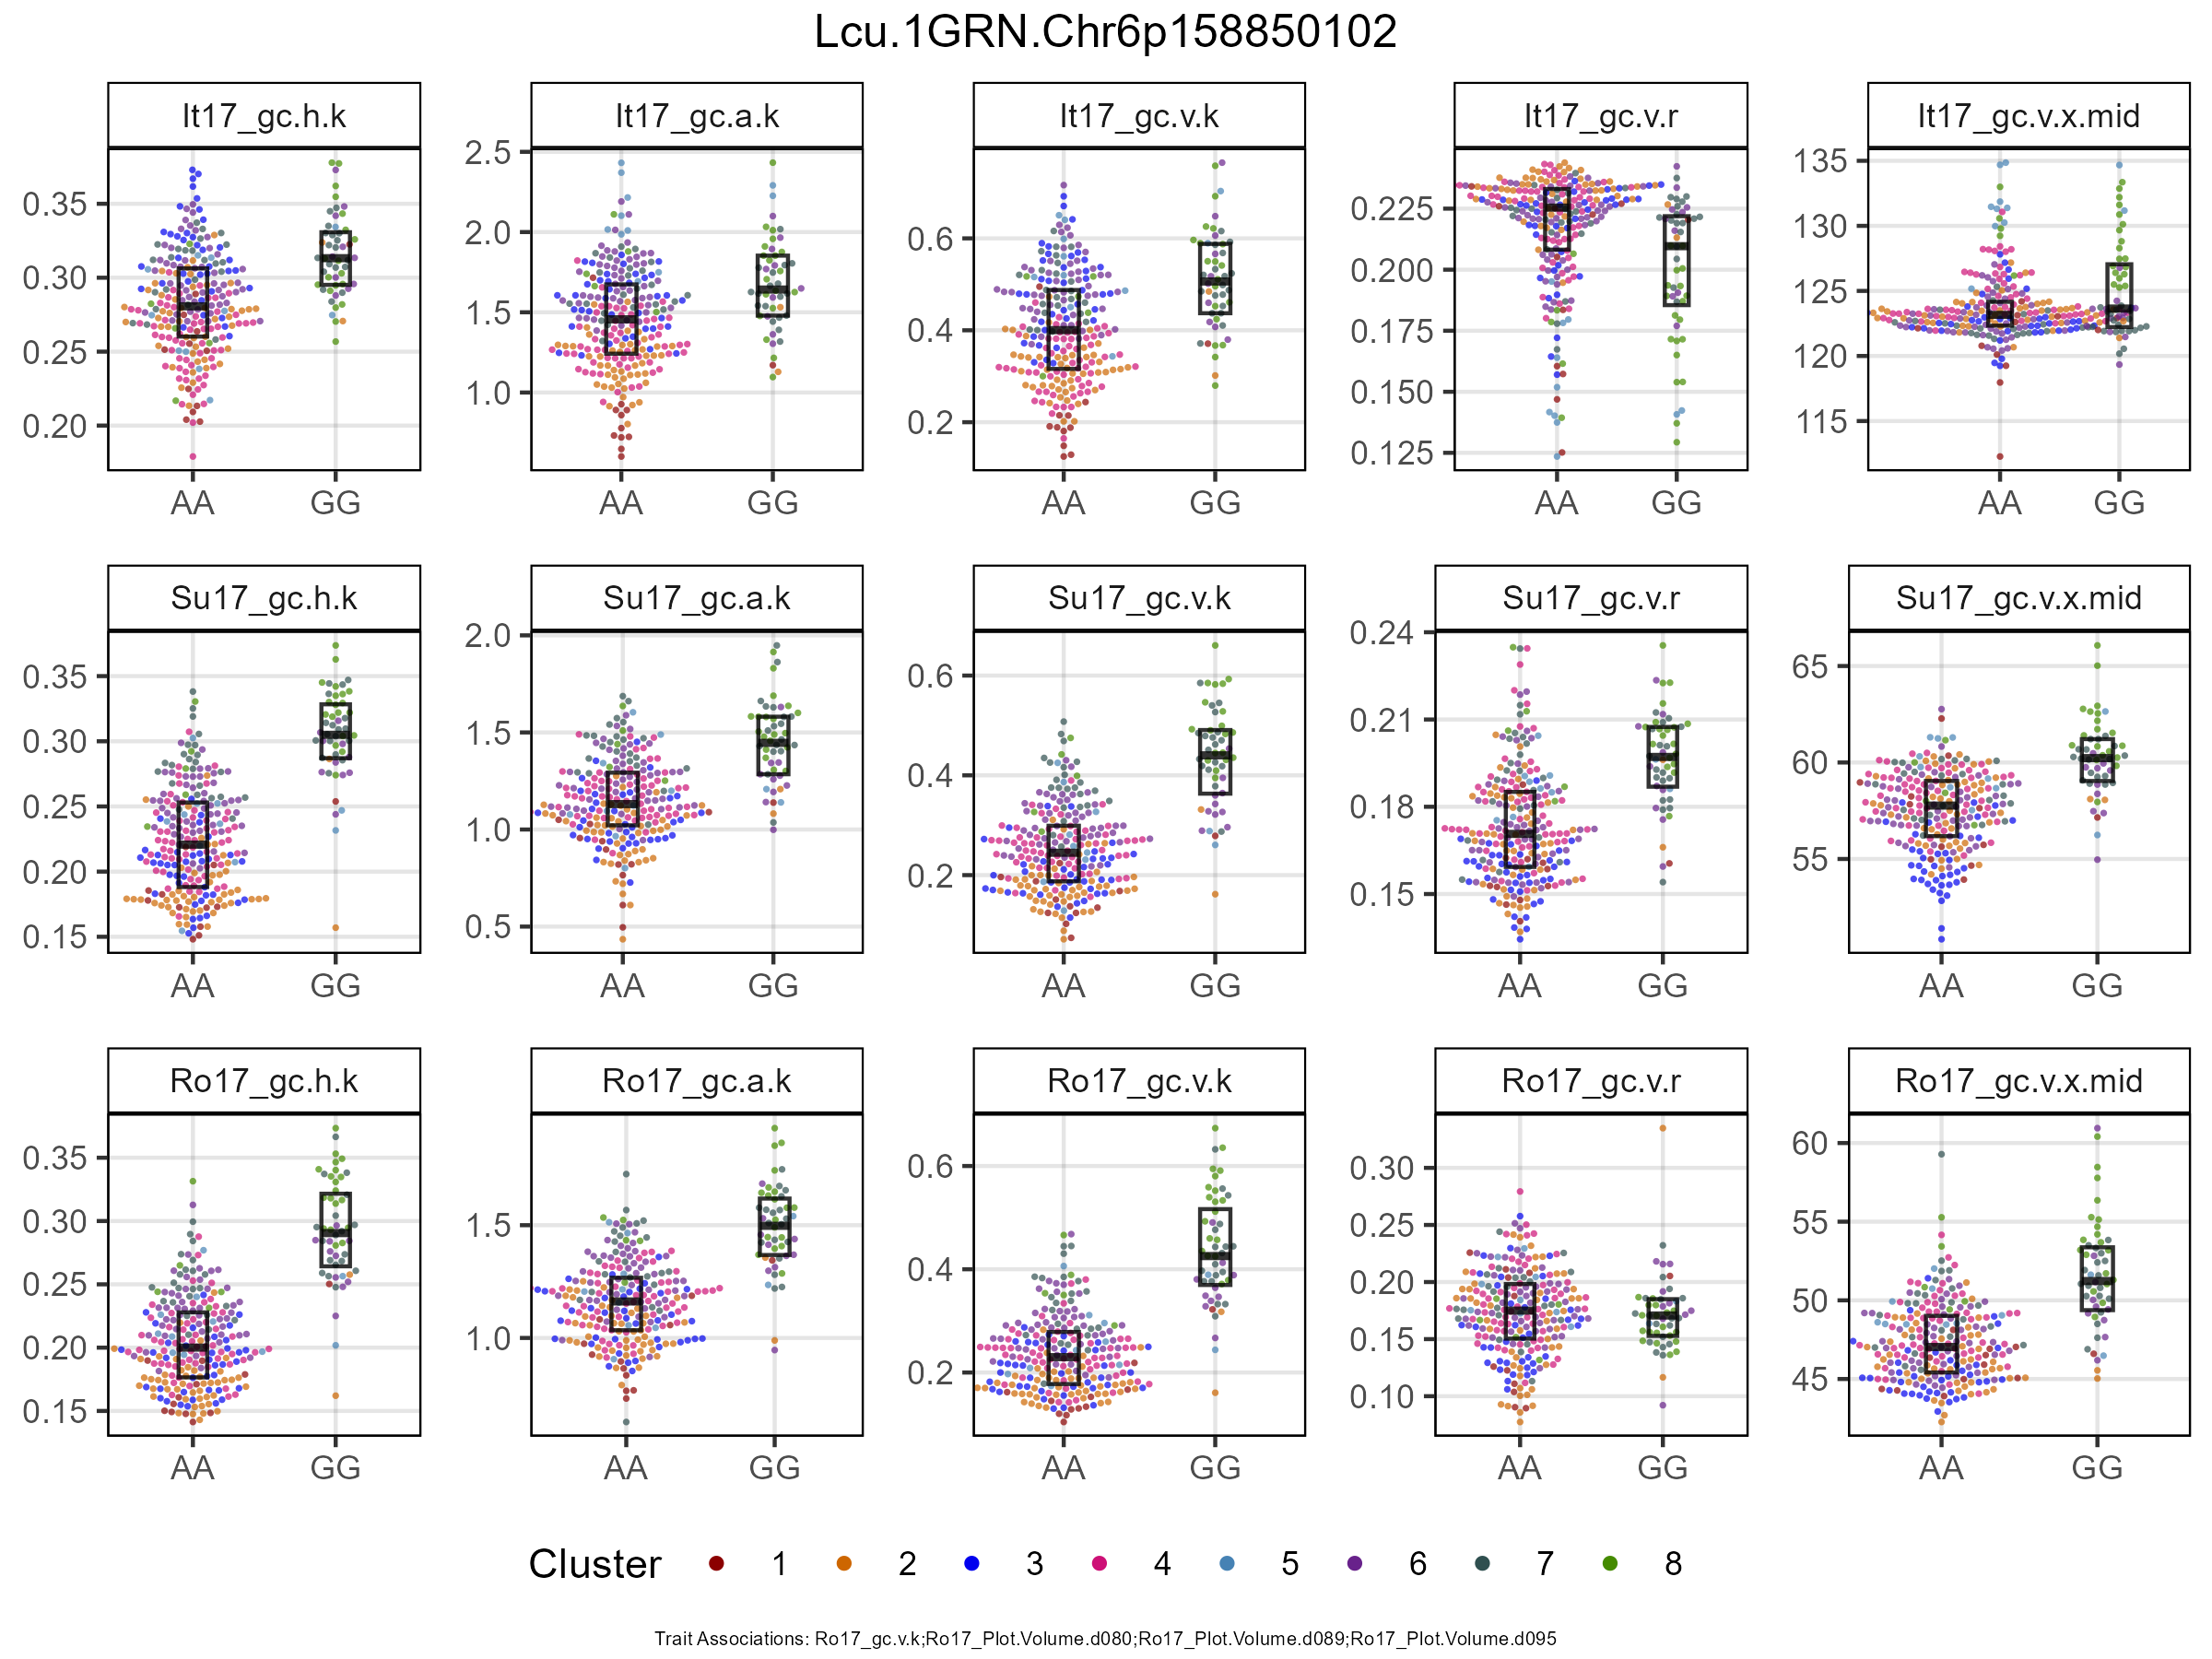 Lcu.1GRN.Chr6p158850102
It17_gc.h.k It17_gc.a.k It17_gc.v.k It17_gc.v.r It17_gc.v.x.mid
0.35 0.30 0.25 0.20
2.5 2.0 1.5 1.0
0.6 0.4 0.2
0.225 0.200 0.175 0.150 0.125
135 130 125 120 115
AA GG AA GG AA GG AA GG AA GG
Su17_gc.h.k Su17_gc.a.k Su17_gc.v.k Su17_gc.v.r Su17_gc.v.x.mid
0.35 0.30 0.25 0.20 0.15
2.0 1.5 1.0 0.5
0.6 0.4 0.2
0.24 0.21 0.18 0.15
65 60 55
AA GG AA GG AA GG AA GG AA GG
Ro17_gc.h.k Ro17_gc.a.k Ro17_gc.v.k Ro17_gc.v.r Ro17_gc.v.x.mid
0.35 0.30 0.25 0.20 0.15
1.5 1.0
0.6 0.4 0.2
0.30 0.25 0.20 0.15 0.10
60 55 50 45
AA GG AA GG AA GG AA GG AA GG
Cluster 1 2 3 4 5 6 7 8
Trait Associations: Ro17_gc.v.k;Ro17_Plot.Volume.d080;Ro17_Plot.Volume.d089;Ro17_Plot.Volume.d095